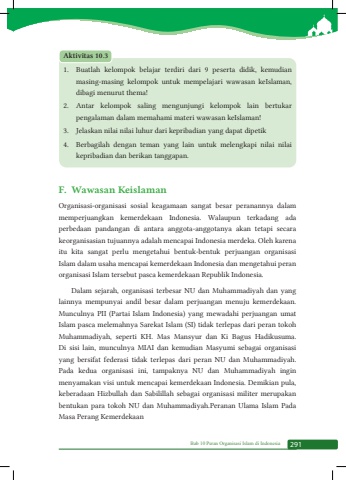 Aktivitas 10.3
1. Buatlah kelompok belajar terdiri dari 9 peserta didik, kemudian
masing-masing kelompok untuk mempelajari wawasan keIslaman,
dibagi menurut thema!
2. Antar kelompok saling mengunjungi kelompok lain bertukar
pengalaman dalam memahami materi wawasan keIslaman!
3. Jelaskan nilai nilai luhur dari kepribadian yang dapat dipetik
4. Berbagilah dengan teman yang lain untuk melengkapi nilai nilai
kepribadian dan berikan tanggapan.
F. Wawasan Keislaman
Organisasi-organisasi sosial keagamaan sangat besar peranannya dalam
memperjuangkan kemerdekaan Indonesia. Walaupun terkadang ada
perbedaan pandangan di antara anggota-anggotanya akan tetapi secara
keorganisasian tujuannya adalah mencapai Indonesia merdeka. Oleh karena
itu kita sangat perlu mengetahui bentuk-bentuk perjuangan organisasi
Islam dalam usaha mencapai kemerdekaan Indonesia dan mengetahui peran
organisasi Islam tersebut pasca kemerdekaan Republik Indonesia.
Dalam sejarah, organisasi terbesar NU dan Muhammadiyah dan yang
lainnya mempunyai andil besar dalam perjuangan menuju kemerdekaan.
Munculnya PII (Partai Islam Indonesia) yang mewadahi perjuangan umat
Islam pasca melemahnya Sarekat Islam (SI) tidak terlepas dari peran tokoh
Muhammadiyah, seperti KH. Mas Mansyur dan Ki Bagus Hadikusuma.
Di sisi lain, munculnya MIAI dan kemudian Masyumi sebagai organisasi
yang bersifat federasi tidak terlepas dari peran NU dan Muhammadiyah.
Pada kedua organisasi ini, tampaknya NU dan Muhammadiyah ingin
menyamakan visi untuk mencapai kemerdekaan Indonesia. Demikian pula,
keberadaan Hizbullah dan Sabilillah sebagai organisasi militer merupakan
bentukan para tokoh NU dan Muhammadiyah.Peranan Ulama Islam Pada
Masa Perang Kemerdekaan
Bab 10 Peran Organisasi Islam di Indonesia 291